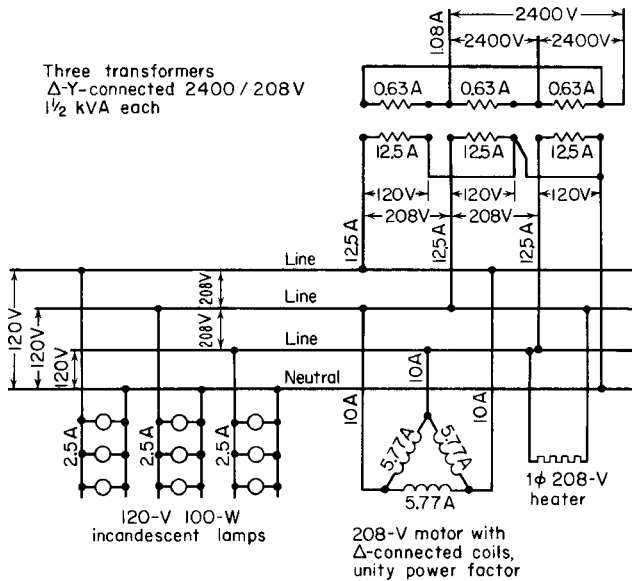 2400V
1.08A
2400V 2400V
Three transformers
Δ-Y-connected 2400/208V
1½ kVA each
0.63A 0.63A 0.63A
12.5A 12.5A 12.5A
120V 120V 120V
208V 208V
12.5A 12.5A 12.5A
Line
208V
Line
208V
Line
Neutral
120V 120V 120V
10A 10A 10A
2.5A 2.5A 2.5A
5.77A 5.77A
5.77A
1ϕ 208-V
heater
120-V 100-W
incandescent lamps
208-V motor with
Δ-connected coils,
unity power factor